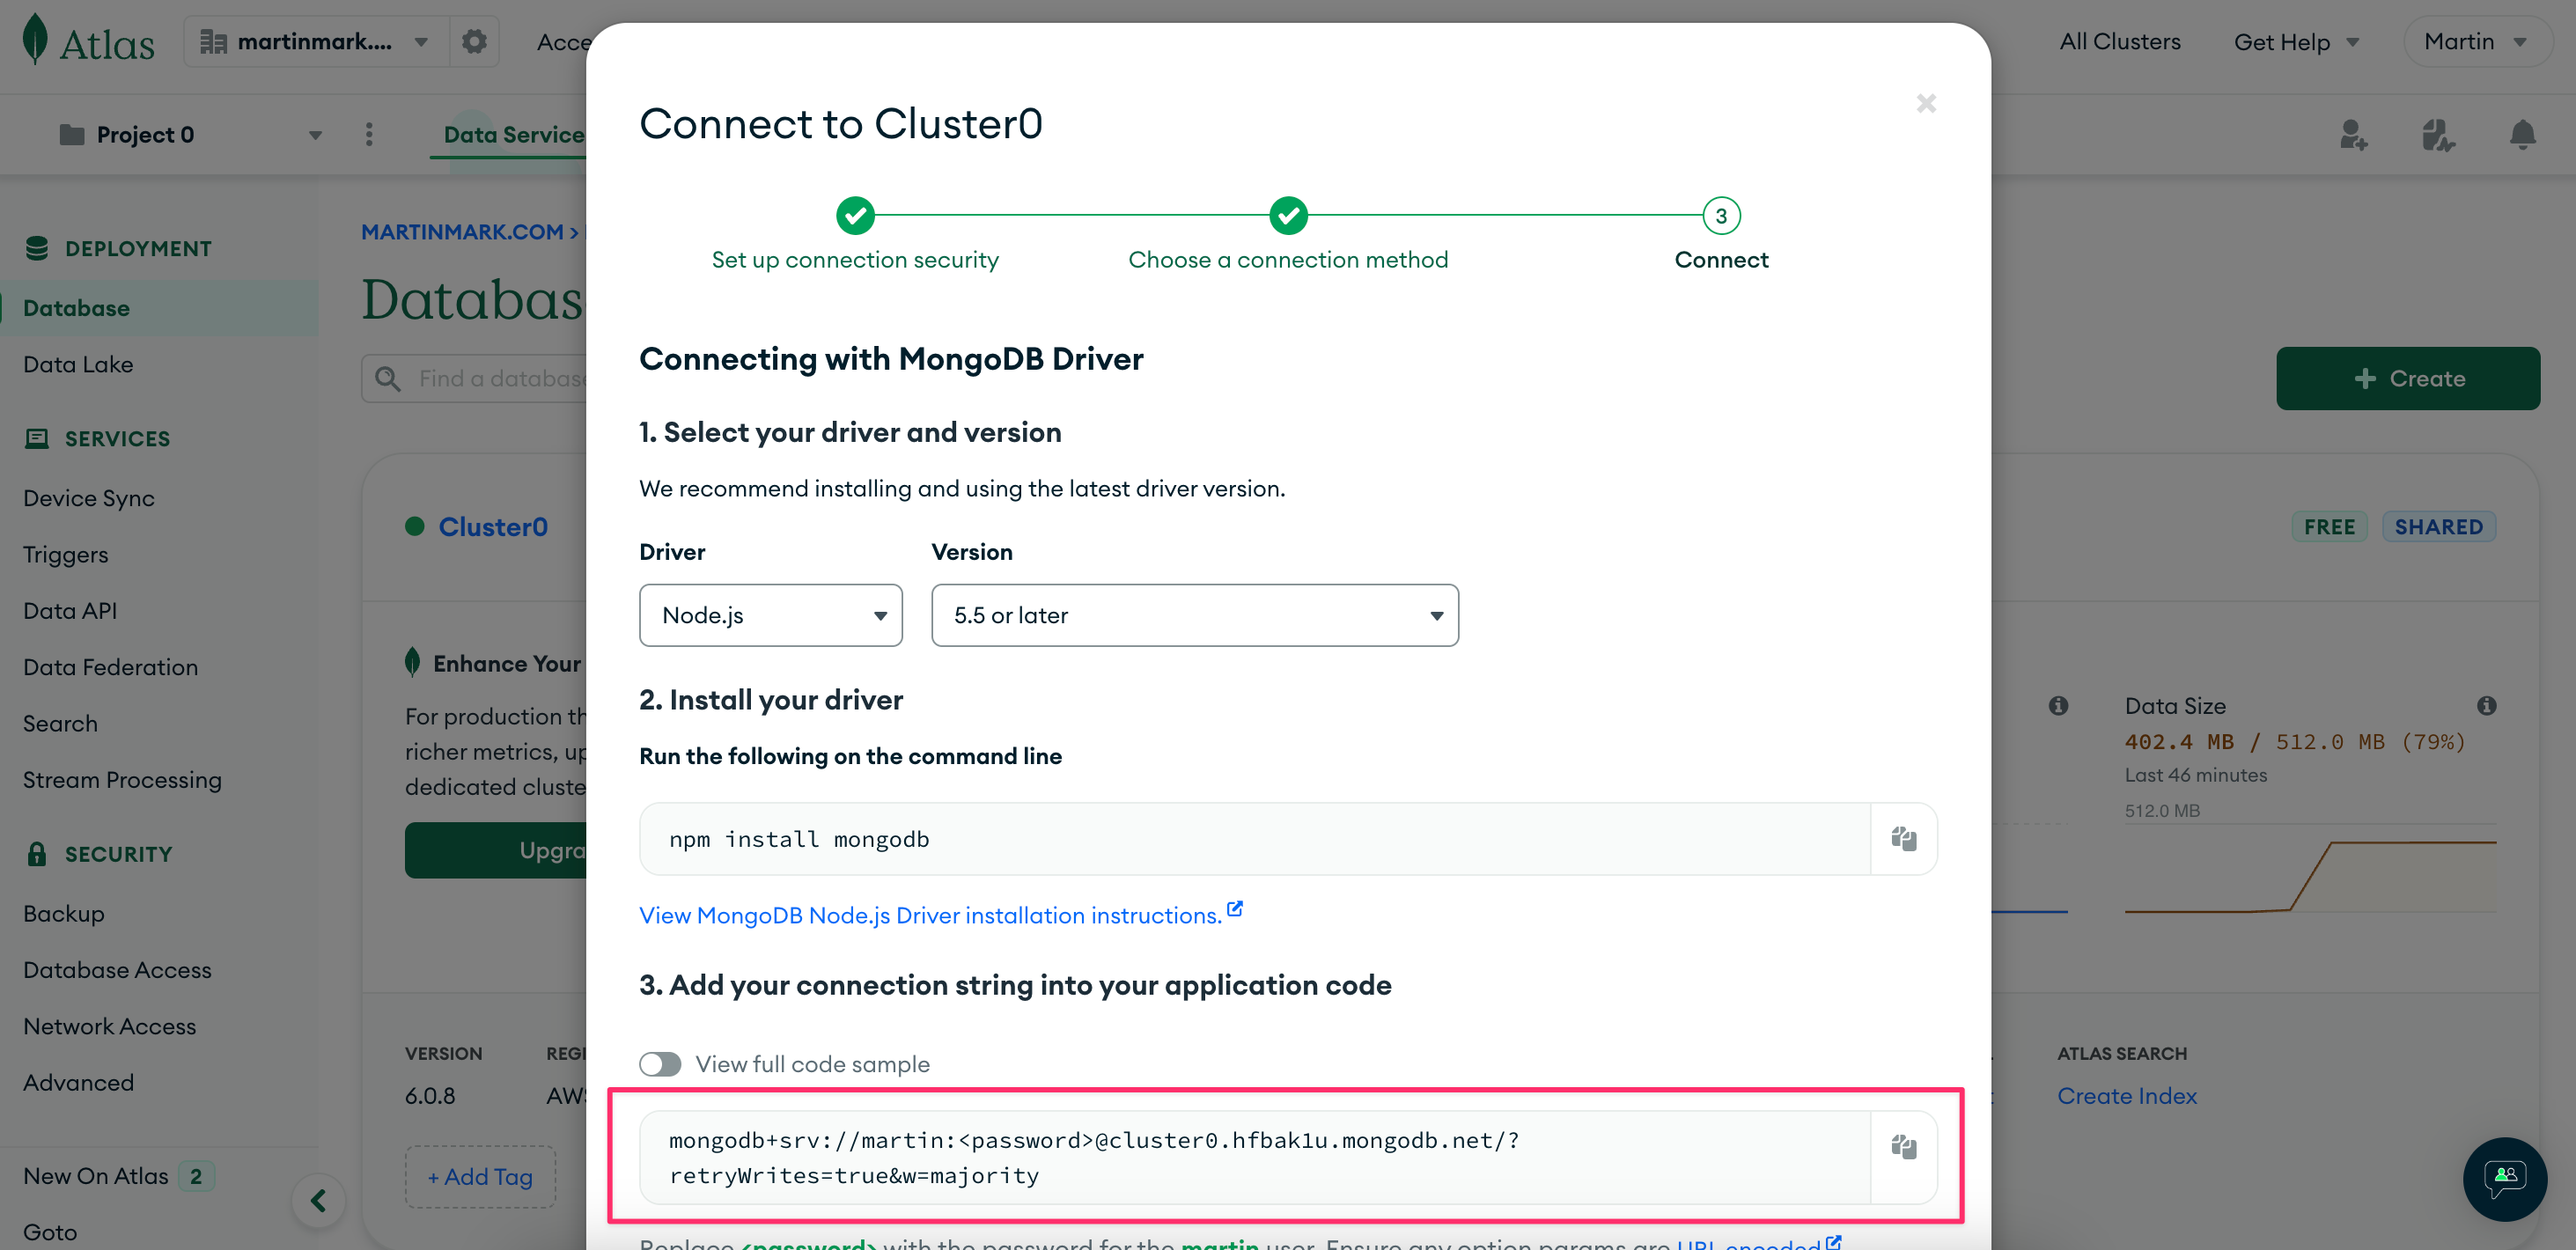 Atlas
martinmark....
Acce
All Clusters
Get Help
Martin
Project 0
Data Service
DEPLOYMENT
Database
Data Lake
SERVICES
Device Sync
Triggers
Data API
Data Federation
Search
Stream Processing
SECURITY
Backup
Database Access
Network Access
Advanced
New On Atlas 2
Goto
MARTINMARK.COM >
Databas
Find a database
Cluster0
Enhance Your
For production th
richer metrics, up
dedicated cluste
Upgra
VERSION
REGI
6.0.8
AWS
+ Add Tag
Connect to Cluster0
3
Set up connection security
Choose a connection method
Connect
Connecting with MongoDB Driver
1. Select your driver and version
We recommend installing and using the latest driver version.
Driver
Version
Node.js
5.5 or later
2. Install your driver
Run the following on the command line
npm install mongodb
View MongoDB Node.js Driver installation instructions.
3. Add your connection string into your application code
View full code sample
mongodb+srv://martin:<password>@cluster0.hfbak1u.mongodb.net/?
retryWrites=true&w=majority
Replace <password> with the password for the martin user. Ensure any option params are URL encoded
+ Create
FREE
SHARED
Data Size
402.4 MB / 512.0 MB (79%)
Last 46 minutes
512.0 MB
ATLAS SEARCH
Create Index